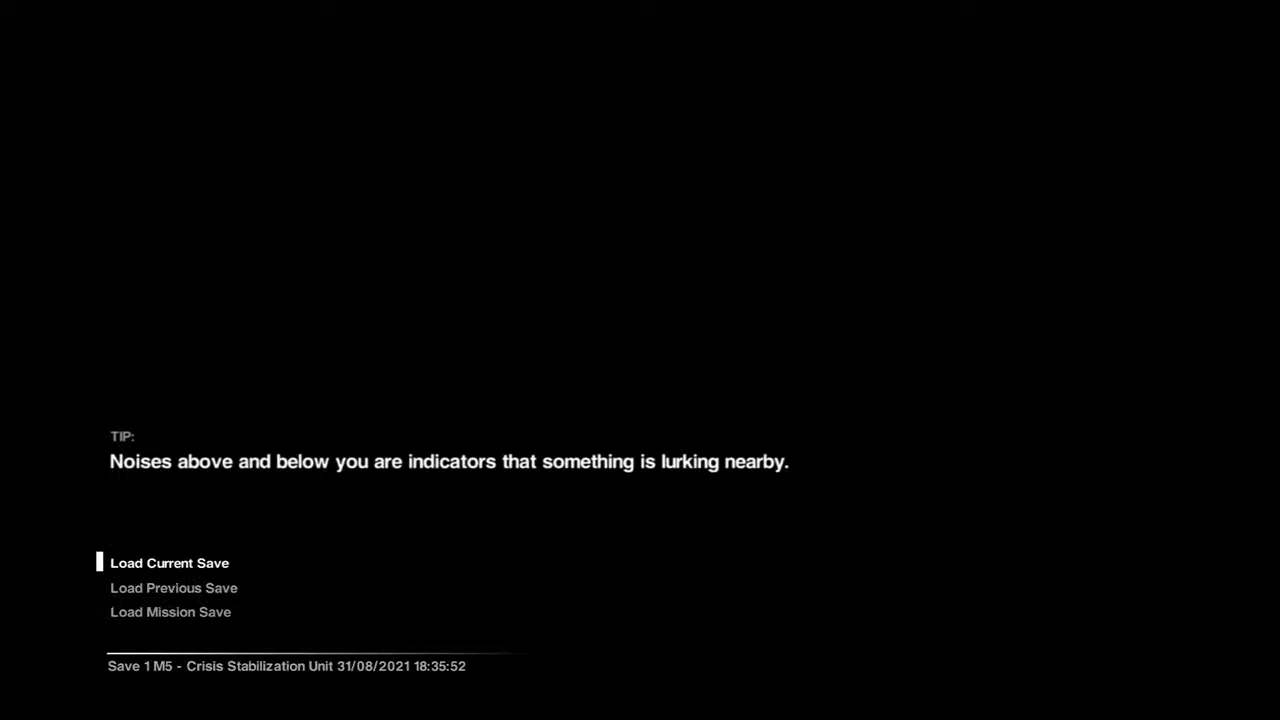 TIP:
Noises above and below you are indicators that something is lurking nearby.
Load Current Save
Load Previous Save
Load Mission Save
Save 1 M5 - Crisis Stabilization Unit 31/08/2021 18:35:52